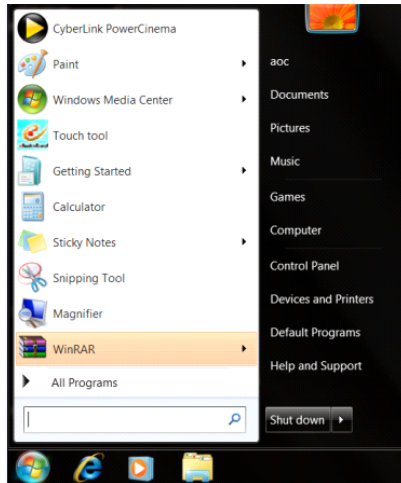 CyberLink PowerCinema
Paint
Windows Media Center
Touch tool
Getting Started
Calculator
Sticky Notes
Snipping Tool
Magnifier
WinRAR
All Programs
aoc
Documents
Pictures
Music
Games
Computer
Control Panel
Devices and Printers
Default Programs
Help and Support
Shut down